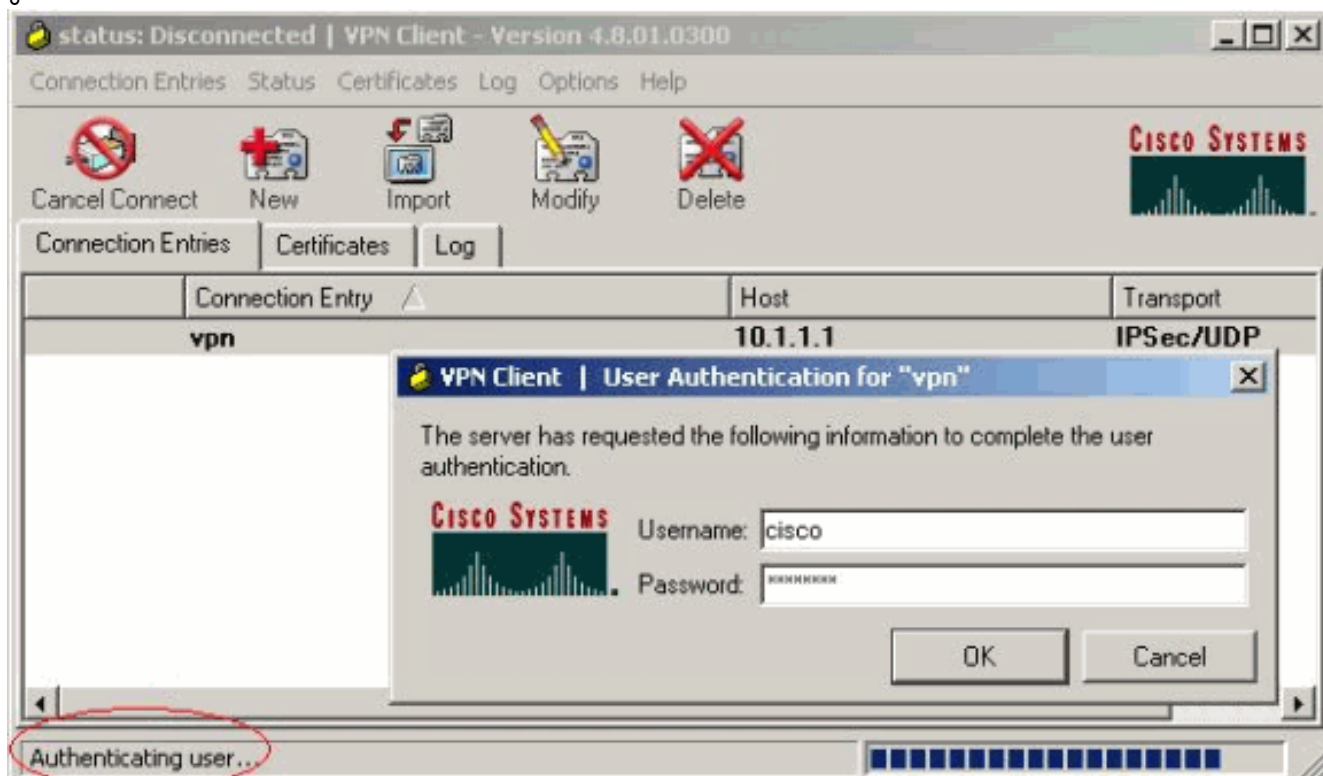 status: Disconnected | VPN Client - Version 4.8.01.0300
Connection Entries Status Certificates Log Options Help
Cancel Connect New Import Modify Delete
CISCO SYSTEMS
Connection Entries Certificates Log
Connection Entry Host Transport
vpn 10.1.1.1 IPSec/UDP
VPN Client | User Authentication for "vpn"
The server has requested the following information to complete the user
authentication.
CISCO SYSTEMS
Username: cisco
Password: ********
OK Cancel
Authenticating user...